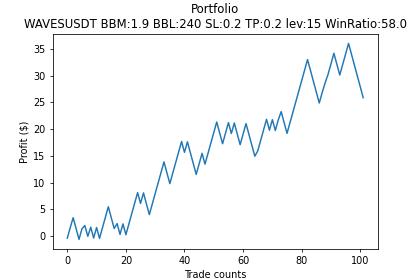 Portfolio
WAVESUSDT BBM:1.9 BBL:240 SL:0.2 TP:0.2 lev:15 WinRatio:58.0
35
30
25
20
15
10
5
0
Profit ($)
0 20 40 60 80 100
Trade counts